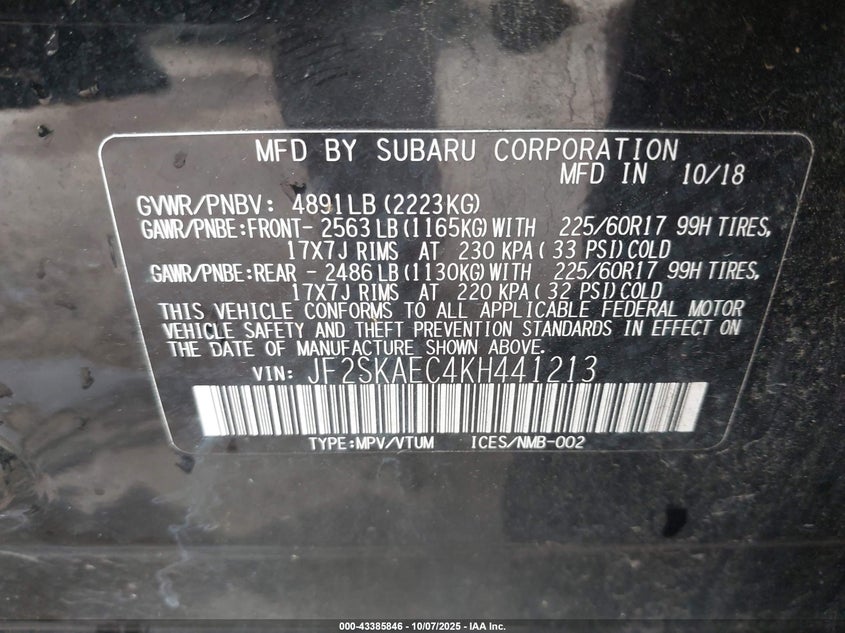 MFD BY SUBARU CORPORATION
MFD IN 10/18
GVWR/PNBV: 4891LB (2223KG)
GAWR/PNBE:FRONT- 2563 LB (1165KG) WITH 225/60R17 99H TIRES,
17X7J RIMS AT 230 KPA ( 33 PSI) COLD
GAWR/PNBE:REAR - 2486 LB (1130KG) WITH 225/60R17 99H TIRES,
17X7J RIMS AT 220 KPA ( 32 PSI) COLD
THIS VEHICLE CONFORMS TO ALL APPLICABLE FEDERAL MOTOR
VEHICLE SAFETY AND THEFT PREVENTION STANDARDS IN EFFECT ON
THE DATE OF MANUFACTURE SHOWN ABOVE.
VIN: JF2SKAEC4KH441213
TYPE:MPV/VTUM ICES/NMB-002
000-43385846 - 10/07/2025 - IAA Inc.